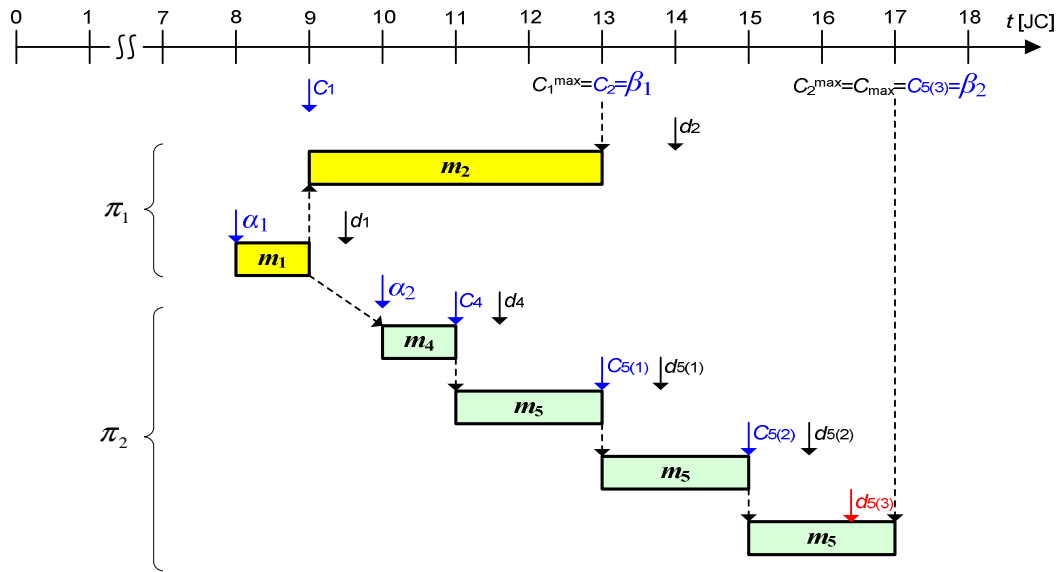 0 1 7 8 9 10 11 12 13 14 15 16 17 18 t [JC]
C1 C1max=C2=β1 C2max=Cmax=C5(3)=β2
d2
m2
π1
α1 d1
m1
α2 C4 d4
m4
C5(1) d5(1)
m5
π2
C5(2) d5(2)
m5
d5(3)
m5